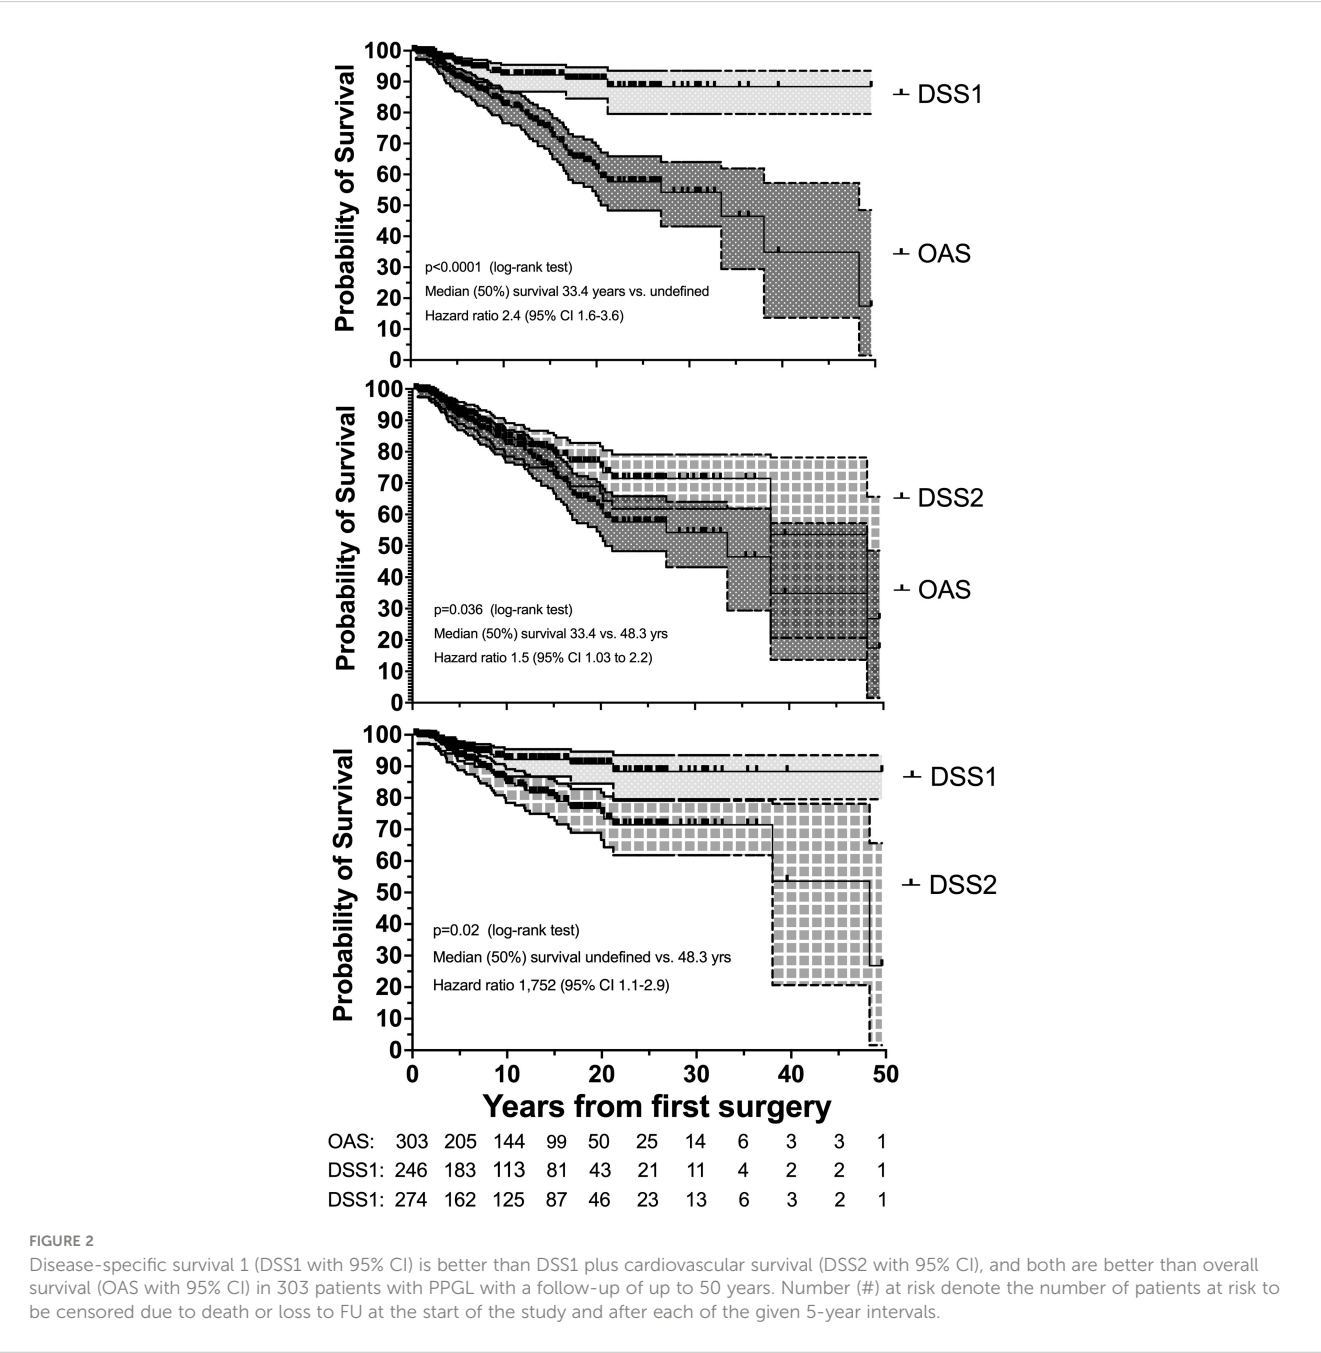 100
90
80
70
60
50
40
30
20
10
0
Probability of Survival
DSS1
OAS
p<0.0001 (log-rank test)
Median (50%) survival 33.4 years vs. undefined
Hazard ratio 2.4 (95% CI 1.6-3.6)
100
90
80
70
60
50
40
30
20
10
0
Probability of Survival
DSS2
OAS
p=0.036 (log-rank test)
Median (50%) survival 33.4 vs. 48.3 yrs
Hazard ratio 1.5 (95% CI 1.03 to 2.2)
100
90
80
70
60
50
40
30
20
10
0
Probability of Survival
DSS1
DSS2
p=0.02 (log-rank test)
Median (50%) survival undefined vs. 48.3 yrs
Hazard ratio 1,752 (95% CI 1.1-2.9)
0 10 20 30 40 50
Years from first surgery
OAS: 303 205 144 99 50 25 14 6 3 3 1
DSS1: 246 183 113 81 43 21 11 4 2 2 1
DSS1: 274 162 125 87 46 23 13 6 3 2 1
FIGURE 2
Disease-specific survival 1 (DSS1 with 95% CI) is better than DSS1 plus cardiovascular survival (DSS2 with 95% CI), and both are better than overall
survival (OAS with 95% CI) in 303 patients with PPGL with a follow-up of up to 50 years. Number (#) at risk denote the number of patients at risk to
be censored due to death or loss to FU at the start of the study and after each of the given 5-year intervals.